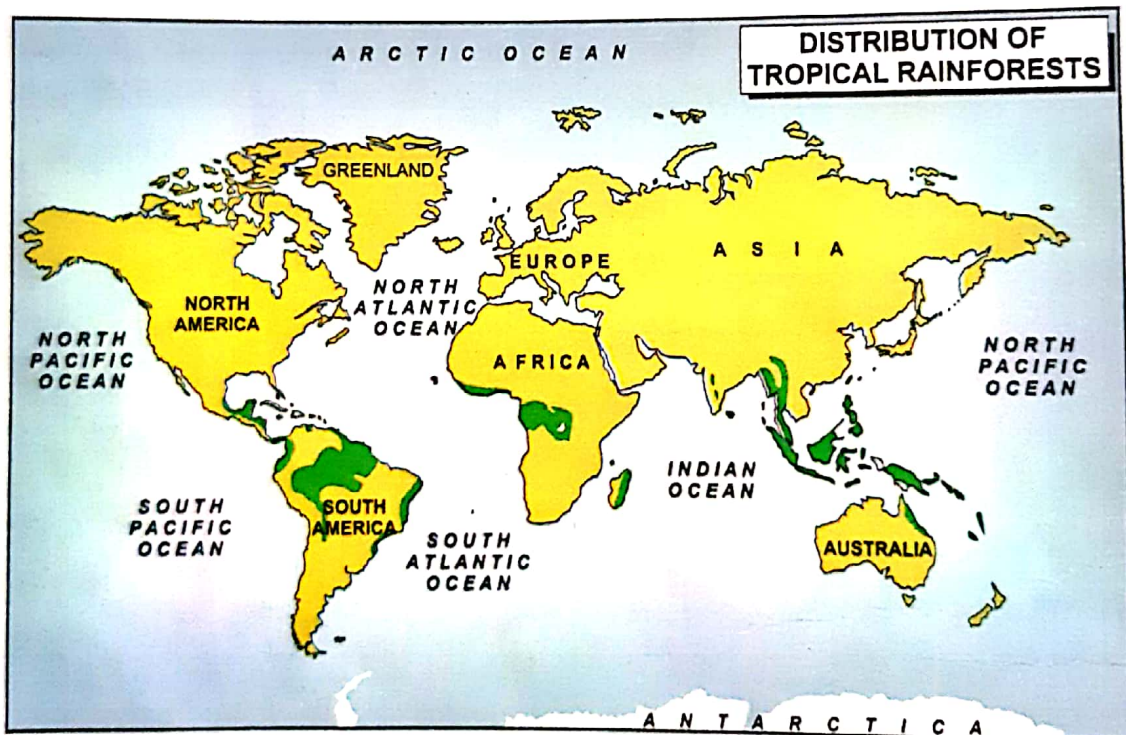 DISTRIBUTION OF
TROPICAL RAINFORESTS
ARCTIC OCEAN
GREENLAND
EUROPE
ASIA
NORTH
AMERICA
NORTH
ATLANTIC
OCEAN
NORTH
PACIFIC
OCEAN
AFRICA
NORTH
PACIFIC
OCEAN
INDIAN
OCEAN
SOUTH
PACIFIC
OCEAN
SOUTH
AMERICA
SOUTH
ATLANTIC
OCEAN
AUSTRALIA
ANTARCTICA